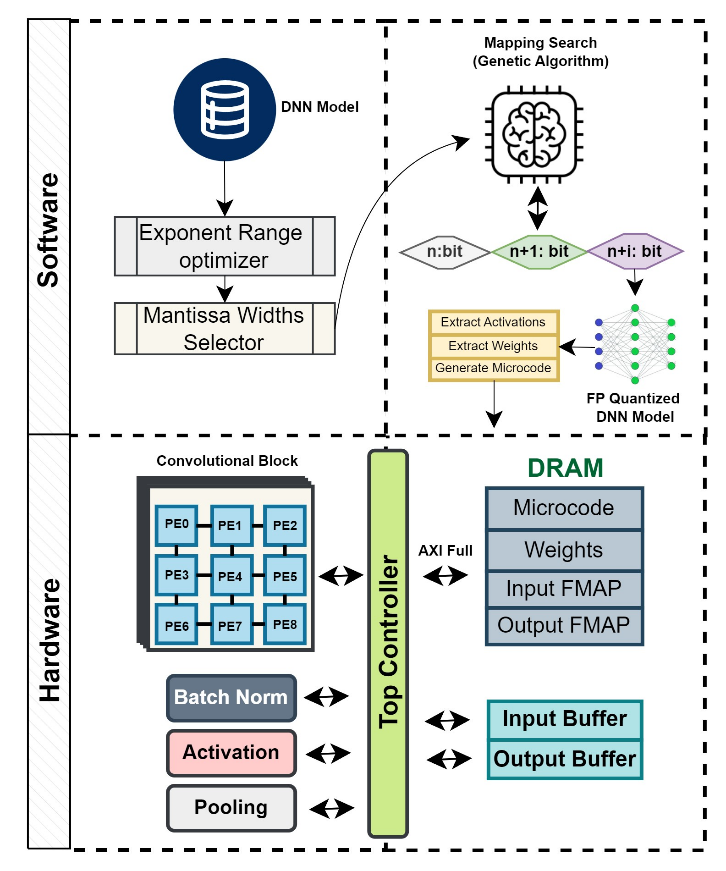 Software
DNN Model
Exponent Range
optimizer
Mantissa Widths
Selector
Mapping Search
(Genetic Algorithm)
n:bit
n+1: bit
n+i: bit
Extract Activations
Extract Weights
Generate Microcode
FP Quantized
DNN Model
Hardware
Convolutional Block
PE0
PE1
PE2
PE3
PE4
PE5
PE6
PE7
PE8
Batch Norm
Activation
Pooling
Top Controller
AXI Full
DRAM
Microcode
Weights
Input FMAP
Output FMAP
Input Buffer
Output Buffer